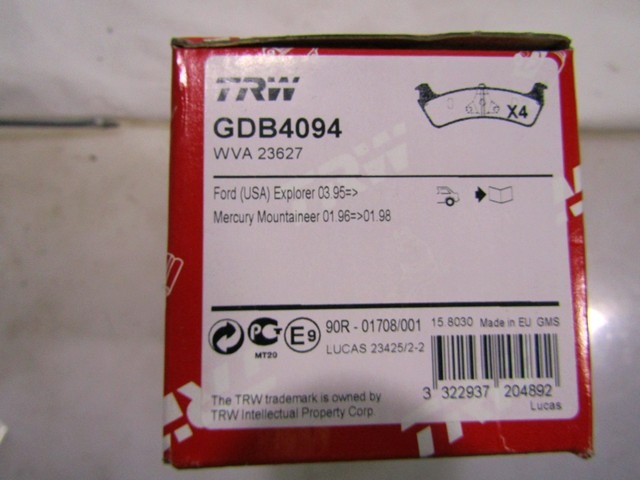 TRW
X4
GDB4094
WVA 23627
Ford (USA) Explorer 03.95=>
Mercury Mountaineer 01.96=>01.98
90R - 01708/001 15.8030 Made in EU GMS
MT20
E9
LUCAS 23425/2-2
3 322937 204892
Lucas
The TRW trademark is owned by
TRW Intellectual Property Corp.